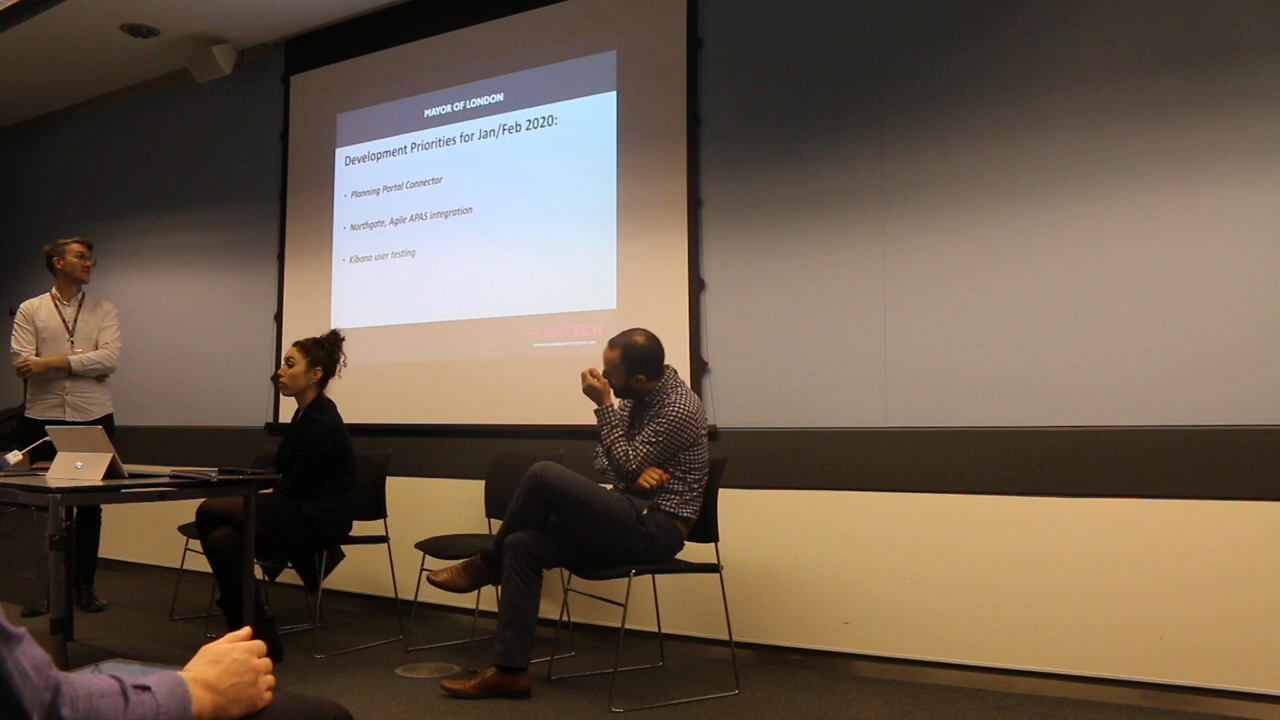 MAYOR OF LONDON
Development Priorities for Jan/Feb 2020:
• Planning Portal Connector
• Northgate, Agile APAS integration
• Kibana user testing
PLANTECH